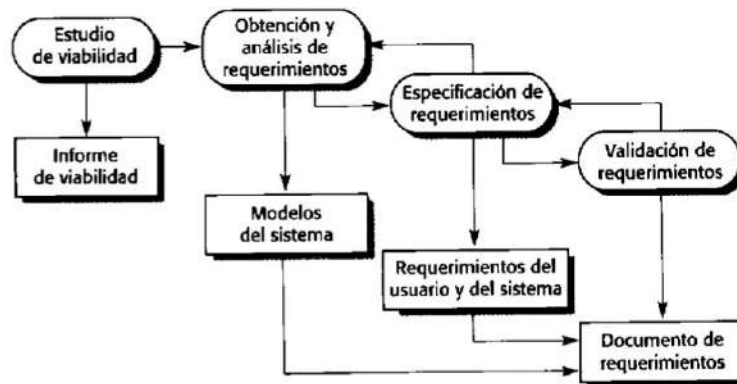 Estudio
de viabilidad
Obtención y
análisis de
requerimientos
Especificación de
requerimientos
Validación de
requerimientos
Informe
de viabilidad
Modelos
del sistema
Requerimientos del
usuario y del sistema
Documento de
requerimientos